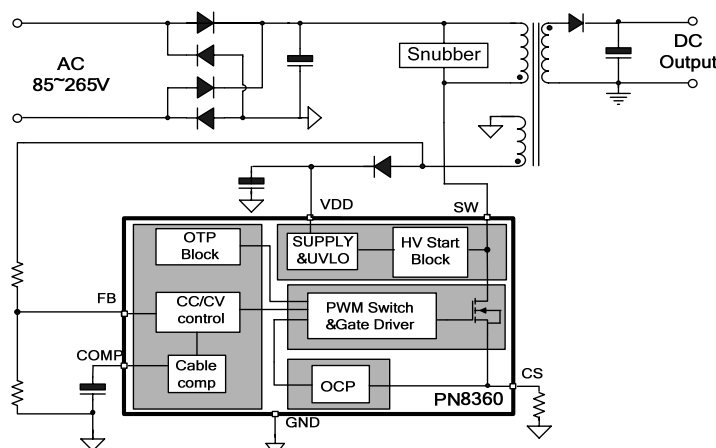 AC
85~265V
Snubber
DC
Output
VDD
SW
OTP
Block
SUPPLY
&UVLO
HV Start
Block
FB
CC/CV
control
PWM Switch
&Gate Driver
COMP
Cable
comp
OCP
CS
PN8360
GND